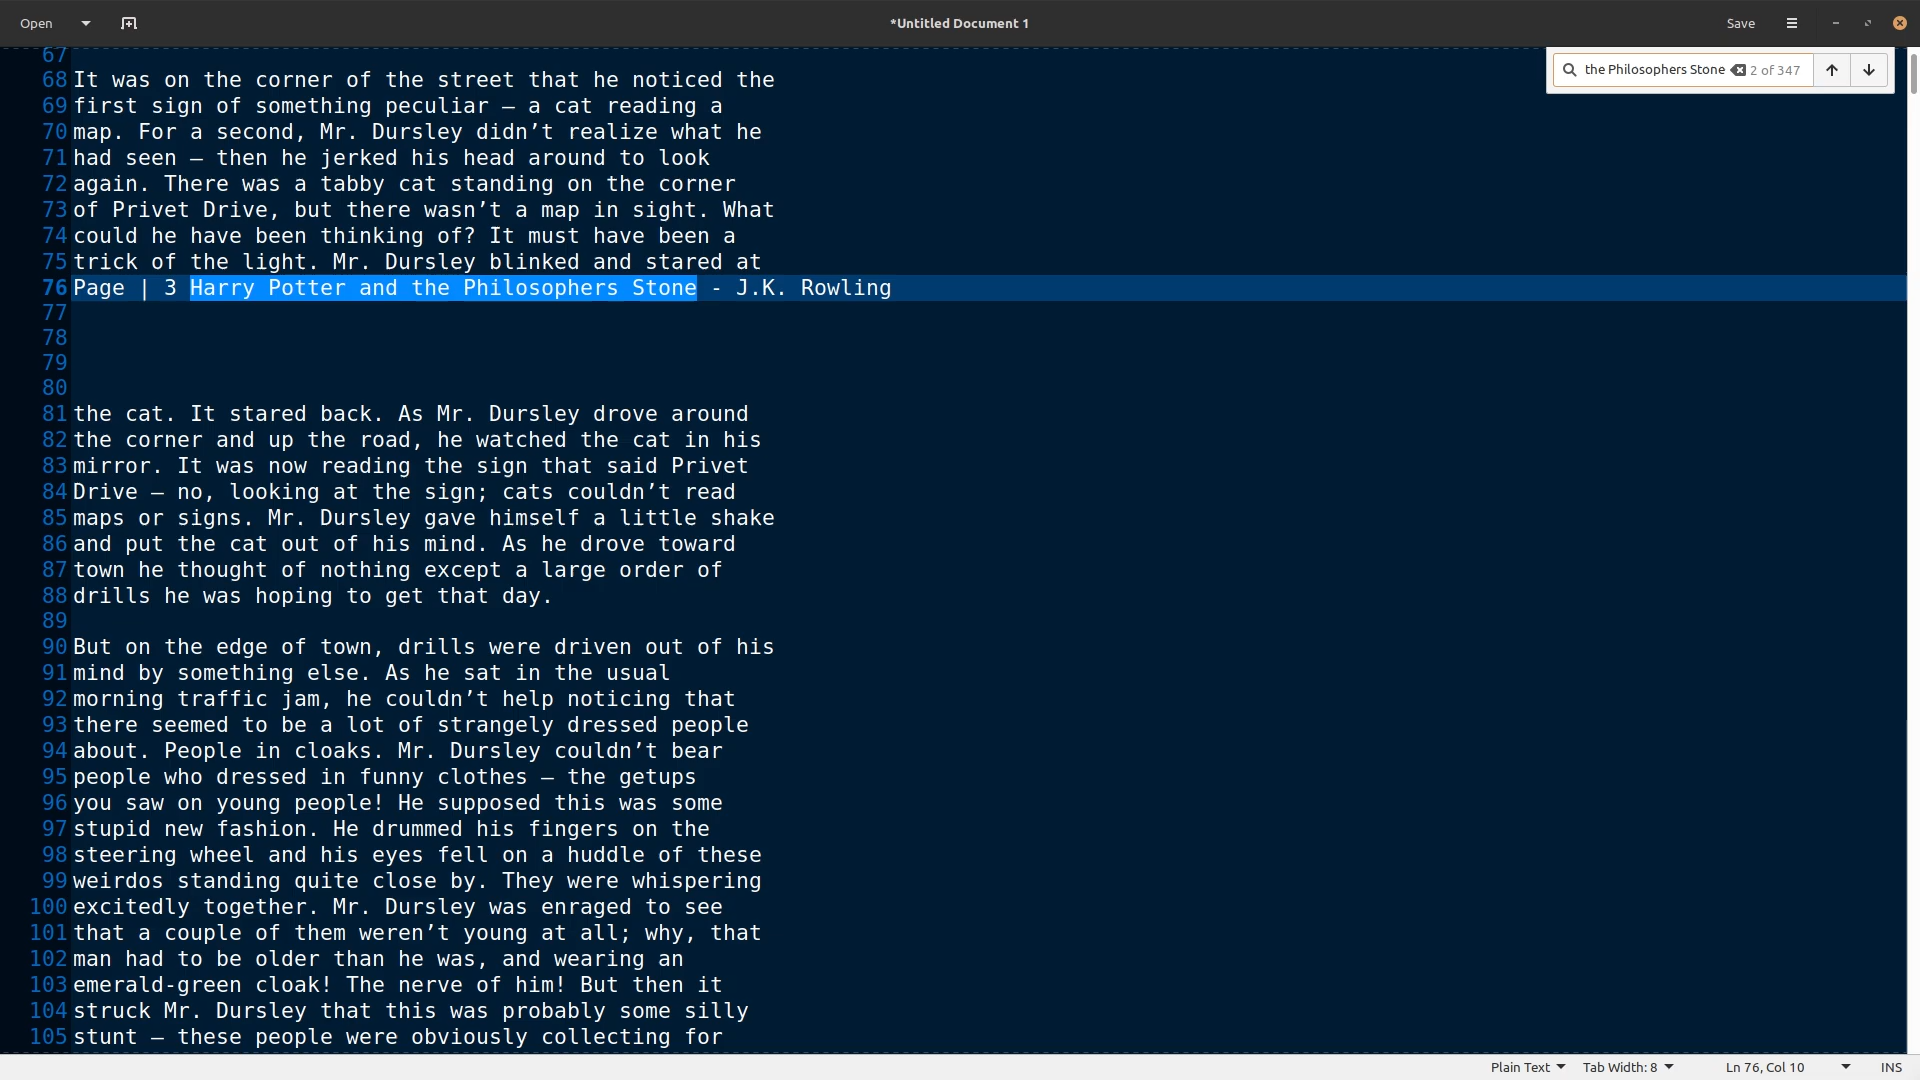 Open
*Untitled Document 1
Save
the Philosophers Stone 2 of 347
67
68 It was on the corner of the street that he noticed the
69 first sign of something peculiar — a cat reading a
70 map. For a second, Mr. Dursley didn’t realize what he
71 had seen — then he jerked his head around to look
72 again. There was a tabby cat standing on the corner
73 of Privet Drive, but there wasn’t a map in sight. What
74 could he have been thinking of? It must have been a
75 trick of the light. Mr. Dursley blinked and stared at
76 Page | 3 Harry Potter and the Philosophers Stone - J.K. Rowling
77
78
79
80
81 the cat. It stared back. As Mr. Dursley drove around
82 the corner and up the road, he watched the cat in his
83 mirror. It was now reading the sign that said Privet
84 Drive — no, looking at the sign; cats couldn’t read
85 maps or signs. Mr. Dursley gave himself a little shake
86 and put the cat out of his mind. As he drove toward
87 town he thought of nothing except a large order of
88 drills he was hoping to get that day.
89
90 But on the edge of town, drills were driven out of his
91 mind by something else. As he sat in the usual
92 morning traffic jam, he couldn’t help noticing that
93 there seemed to be a lot of strangely dressed people
94 about. People in cloaks. Mr. Dursley couldn’t bear
95 people who dressed in funny clothes — the getups
96 you saw on young people! He supposed this was some
97 stupid new fashion. He drummed his fingers on the
98 steering wheel and his eyes fell on a huddle of these
99 weirdos standing quite close by. They were whispering
100 excitedly together. Mr. Dursley was enraged to see
101 that a couple of them weren’t young at all; why, that
102 man had to be older than he was, and wearing an
103 emerald-green cloak! The nerve of him! But then it
104 struck Mr. Dursley that this was probably some silly
105 stunt — these people were obviously collecting for
Plain Text Tab Width: 8 Ln 76, Col 10 INS